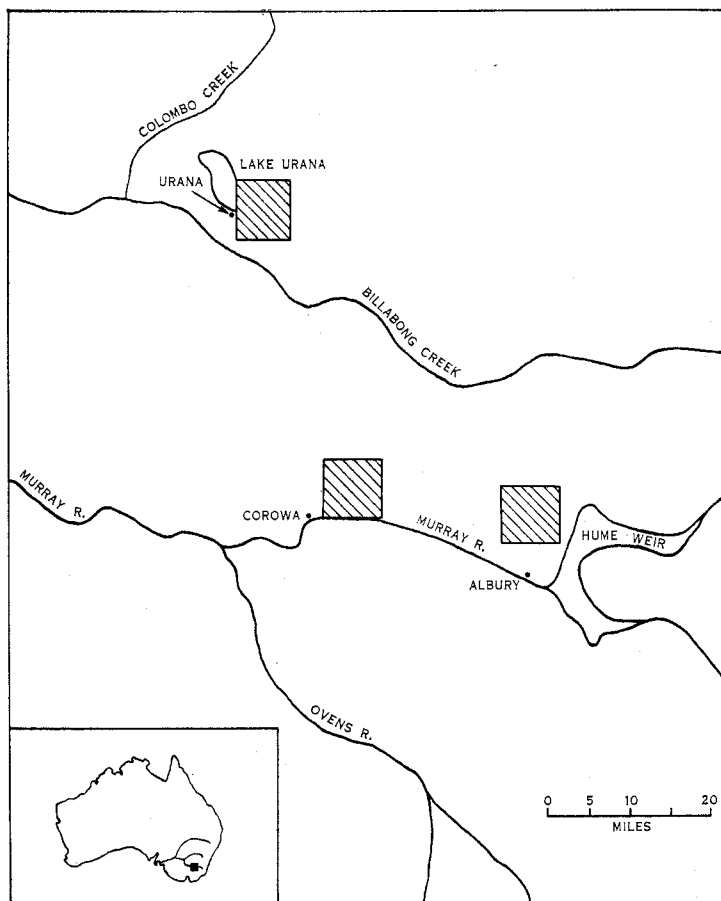 COLOMBO CREEK
LAKE URANA
URANA
BILLABONG CREEK
MURRAY R.
COROWA
MURRAY R.
HUME WEIR
ALBURY
OVENS R.
0 5 10 20
MILES